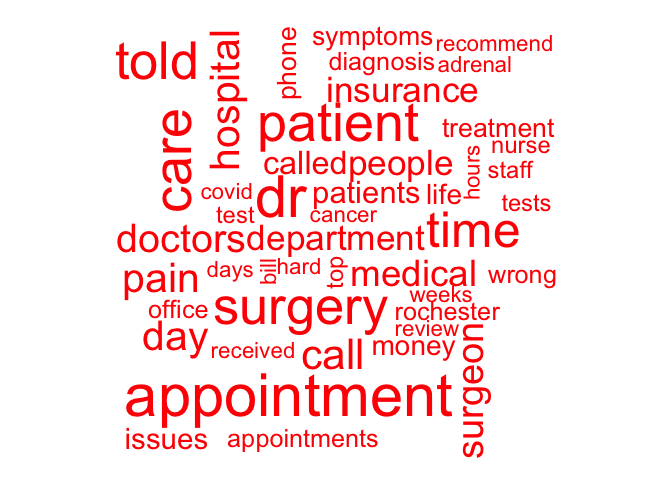 symptoms
recommend
told
hospital
phone
diagnosis
adrenal
insurance
care
patient
treatment
nurse
called
people
hours
staff
covid
dr
patients
life
tests
test
cancer
doctors
department
time
pain
days
bill
hard
top
medical
wrong
weeks
office
surgery
rochester
review
day
received
call
money
surgeon
appointment
issues
appointments